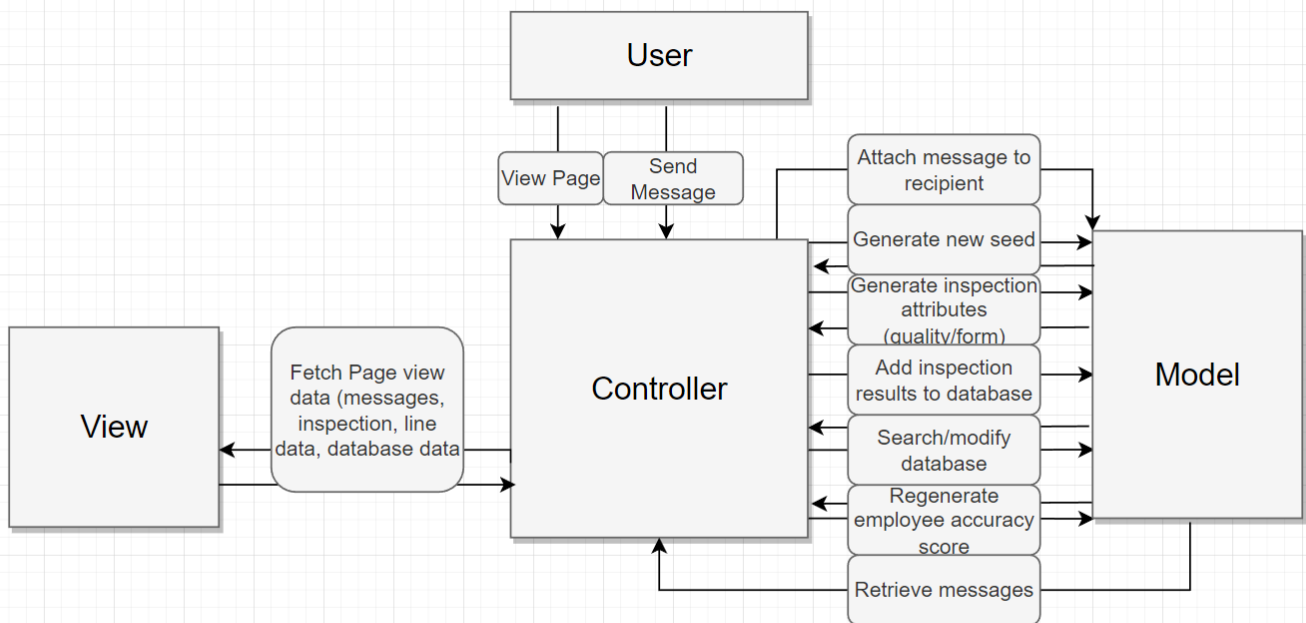 User
View Page
Send
Message
Attach message to
recipient
Generate new seed
Generate inspection
attributes
(quality/form)
Add inspection
results to database
Search/modify
database
Regenerate
employee accuracy
score
Retrieve messages
Fetch Page view
data (messages,
inspection, line
data, database data
View
Controller
Model